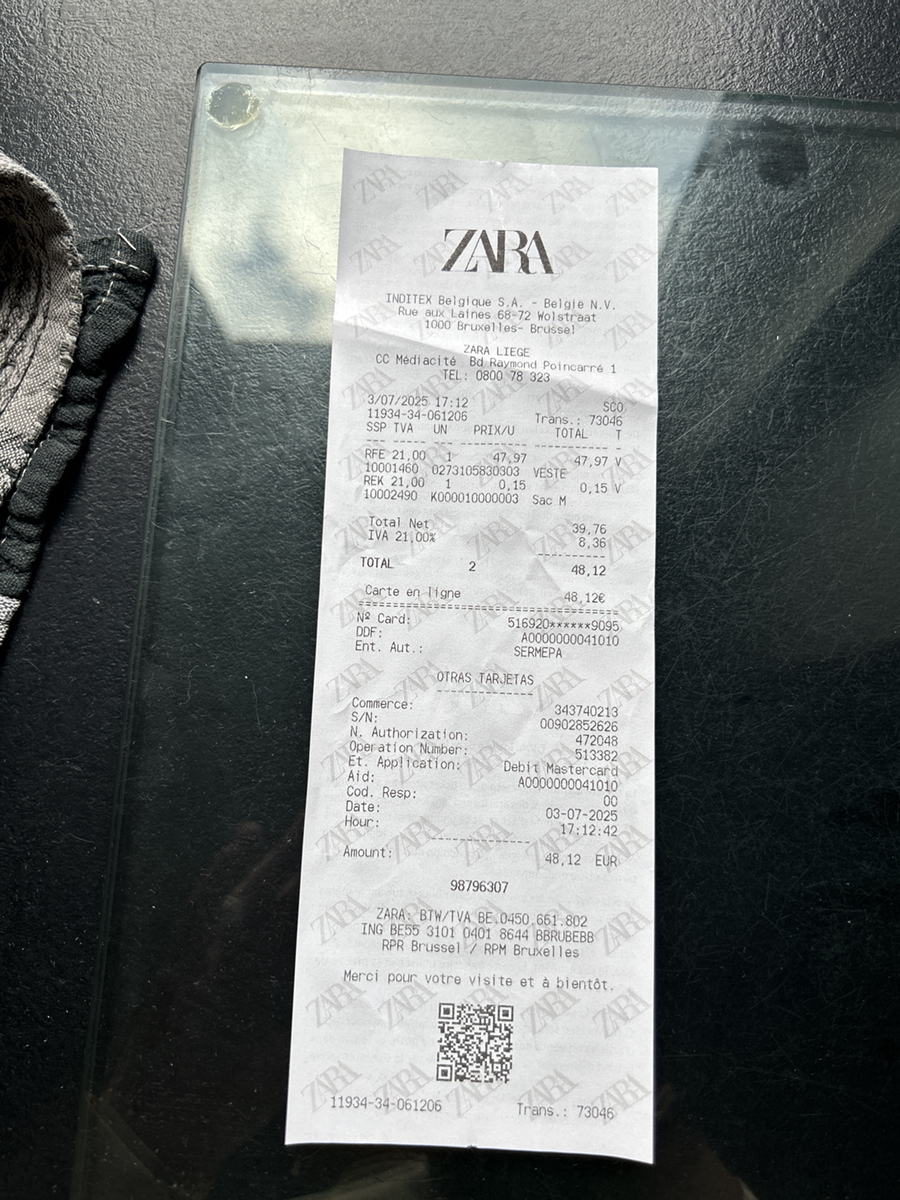 ZARA
INDITEX Belgique S.A. - België N.V.
Rue aux Laines 68-72 Wolstraat
1000 Bruxelles- Brussel
ZARA LIEGE
CC Médiacité Bd Raymond Poincarré 1
TEL: 0800 78 323
3/07/2025 17:12 SCO
11934-34-061206 Trans.: 73046
SSP TVA UN PRIX/U TOTAL T
RFE 21,00 1 47,97 47,97 V
10001460 0273105830303 VESTE
REK 21,00 1 0,15 0,15 V
10002490 K000010000003 Sac M
Total Net 39,76
IVA 21,00% 8,36
TOTAL 2 48,12
Carte en ligne 48,12€
Nº Card: 516920******9095
DDF: A0000000041010
Ent. Aut.: SERMEPA
OTRAS TARJETAS
Commerce: 343740213
S/N: 00902852626
N. Authorization: 472048
Operation Number: 513382
Et. Application: Debit Mastercard
Aid: A0000000041010
Cod. Resp: 00
Date: 03-07-2025
Hour: 17:12:42
Amount: 48,12 EUR
98796307
ZARA: BTW/TVA BE.0450.661.802
ING BE55 3101 0401 8644 BBRUBEBB
RPR Brussel / RPM Bruxelles
Merci pour votre visite et à bientôt.
11934-34-061206 Trans.: 73046